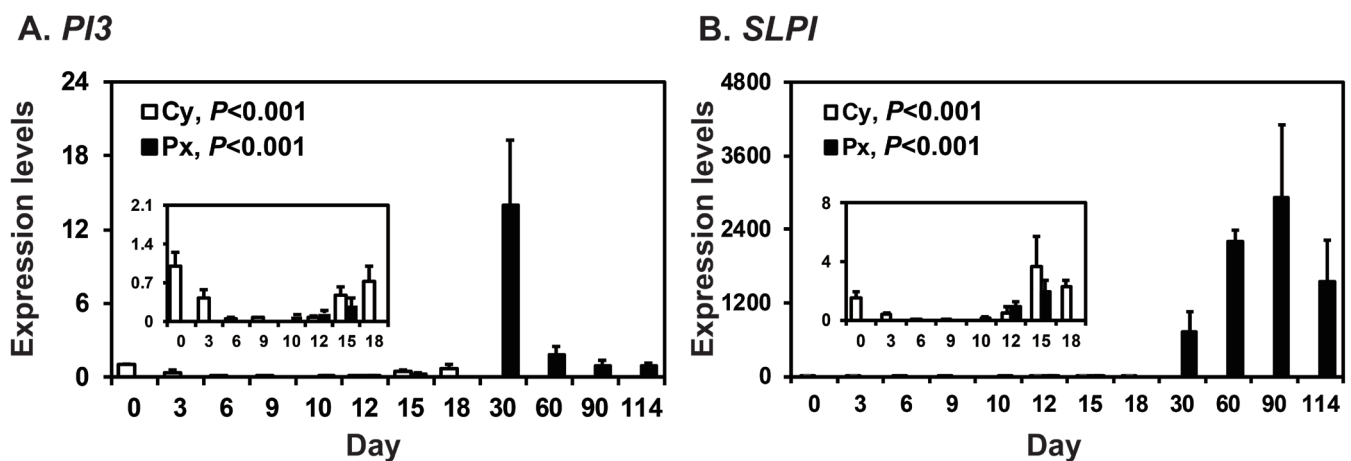 A. PI3
24
18
12
6
0
Expression levels
Cy, P<0.001
Px, P<0.001
2.1
1.4
0.7
0
0 3 6 9 10 12 15 18
0 3 6 9 10 12 15 18 30 60 90 114
Day
B. SLPI
4800
3600
2400
1200
0
Expression levels
Cy, P<0.001
Px, P<0.001
8
4
0
0 3 6 9 10 12 15 18
0 3 6 9 10 12 15 18 30 60 90 114
Day